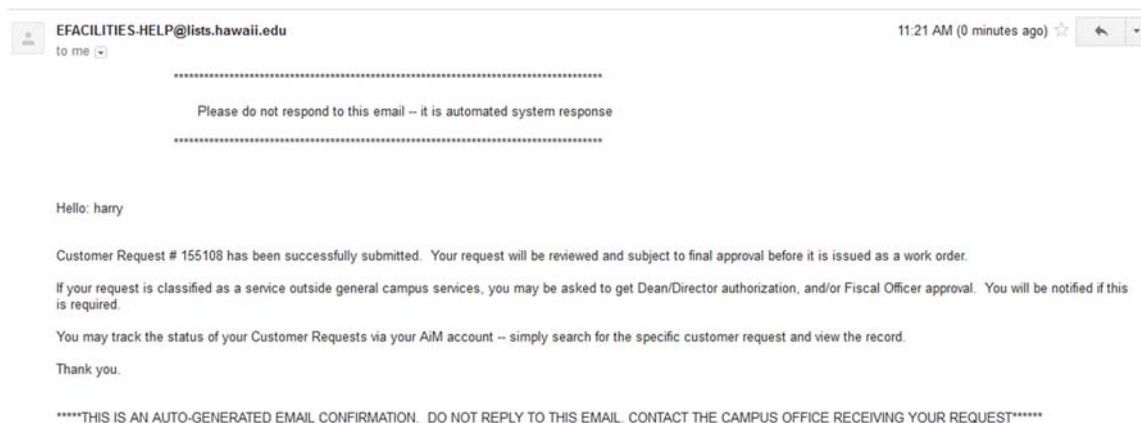 EFACILITIES-HELP@lists.hawaii.edu
11:21 AM (0 minutes ago)
to me
*************************************************************************************
Please do not respond to this email -- it is automated system response
*************************************************************************************
Hello: harry
Customer Request # 155108 has been successfully submitted.  Your request will be reviewed and subject to final approval before it is issued as a work order.
If your request is classified as a service outside general campus services, you may be asked to get Dean/Director authorization, and/or Fiscal Officer approval.  You will be notified if this
is required.
You may track the status of your Customer Requests via your AiM account -- simply search for the specific customer request and view the record.
Thank you.
*****THIS IS AN AUTO-GENERATED EMAIL CONFIRMATION.  DO NOT REPLY TO THIS EMAIL. CONTACT THE CAMPUS OFFICE RECEIVING YOUR REQUEST******